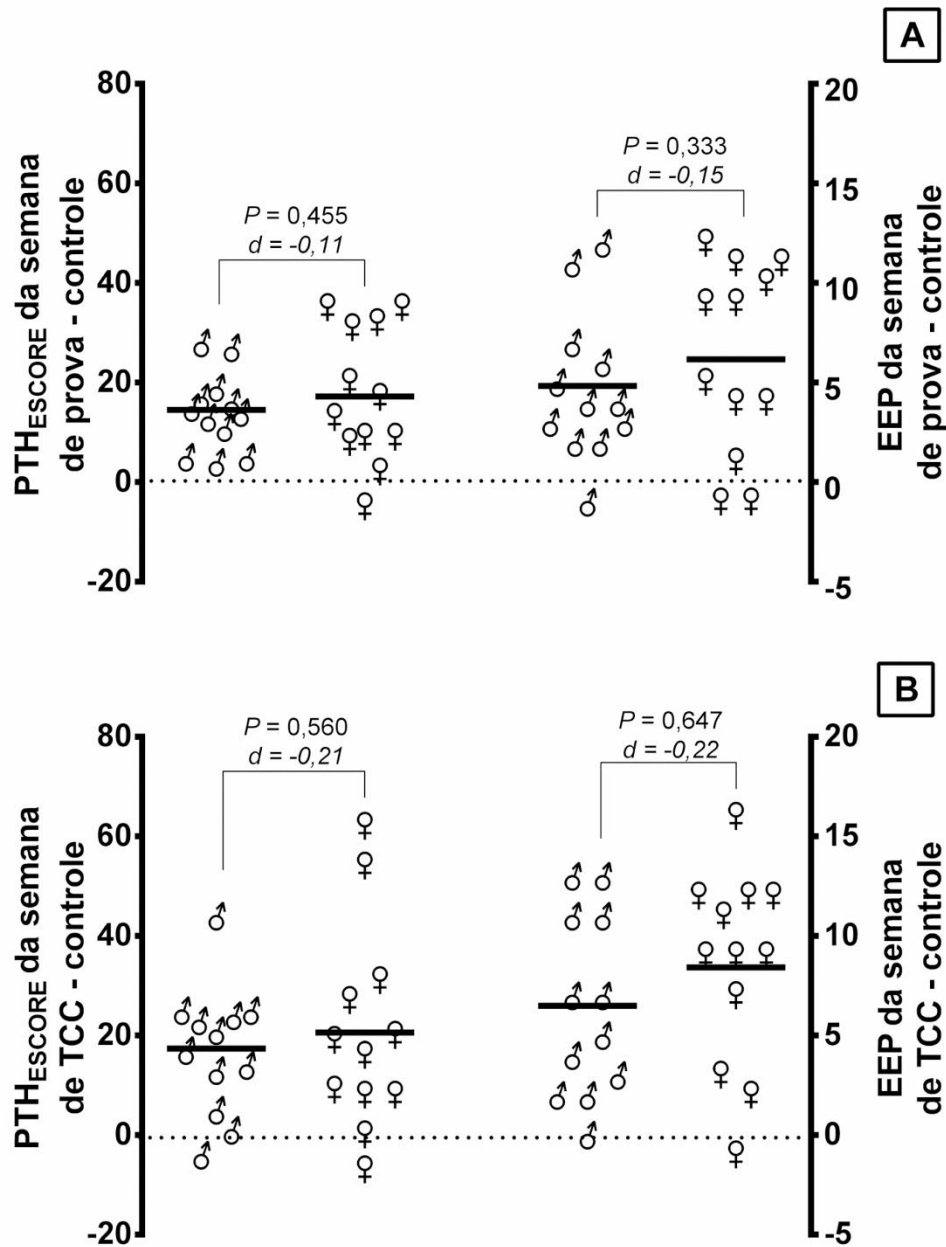 A
PTHESCORE da semana
de prova - controle
80
60
40
20
0
-20
P = 0,455
d = -0,11
P = 0,333
d = -0,15
20
15
10
5
0
-5
EEP da semana
de prova - controle
B
PTHESCORE da semana
de TCC - controle
80
60
40
20
0
-20
P = 0,560
d = -0,21
P = 0,647
d = -0,22
20
15
10
5
0
-5
EEP da semana
de TCC - controle